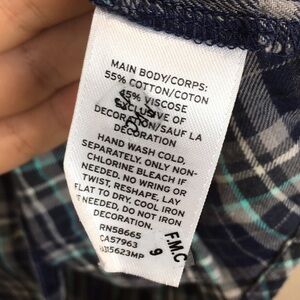 MAIN BODY/CORPS:
55% COTTON/COTON
45% VISCOSE
EXCLUSIVE OF
DECORATION/SAUF LA
DECORATION
HAND WASH COLD,
SEPARATELY, ONLY NON-
CHLORINE BLEACH IF
NEEDED, NO WRING OR
TWIST, RESHAPE, LAY
FLAT TO DRY, COOL IRON
IF NEEDED. DO NOT IRON
DECORATION.
RN58665
CA57963
F.M.C
9